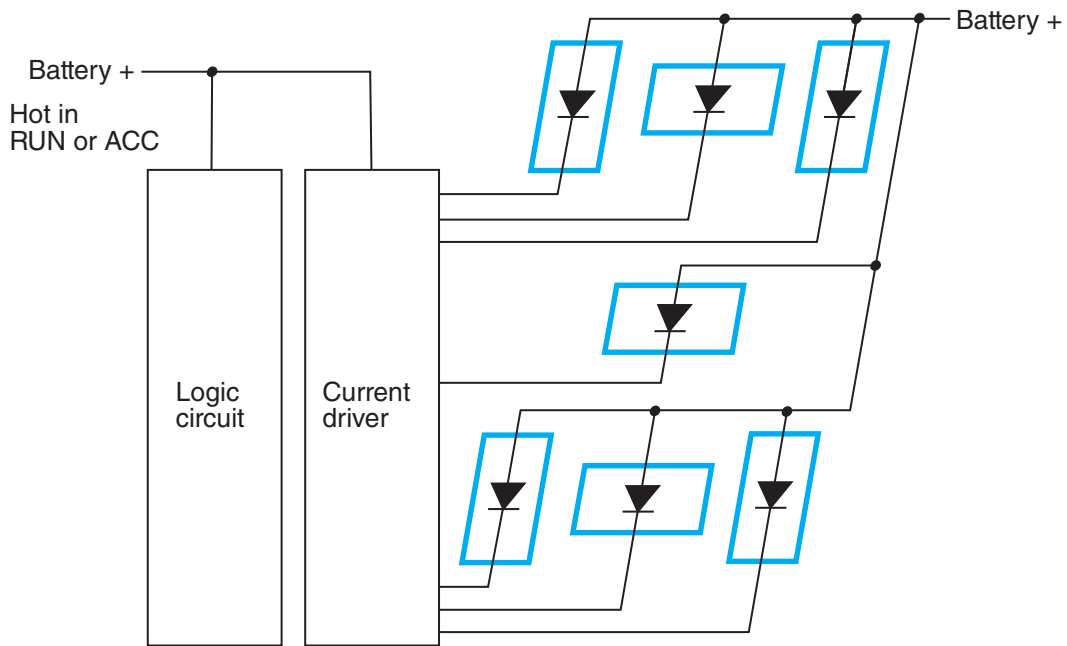 Battery +
Battery +
Hot in
RUN or ACC
Logic
circuit
Current
driver